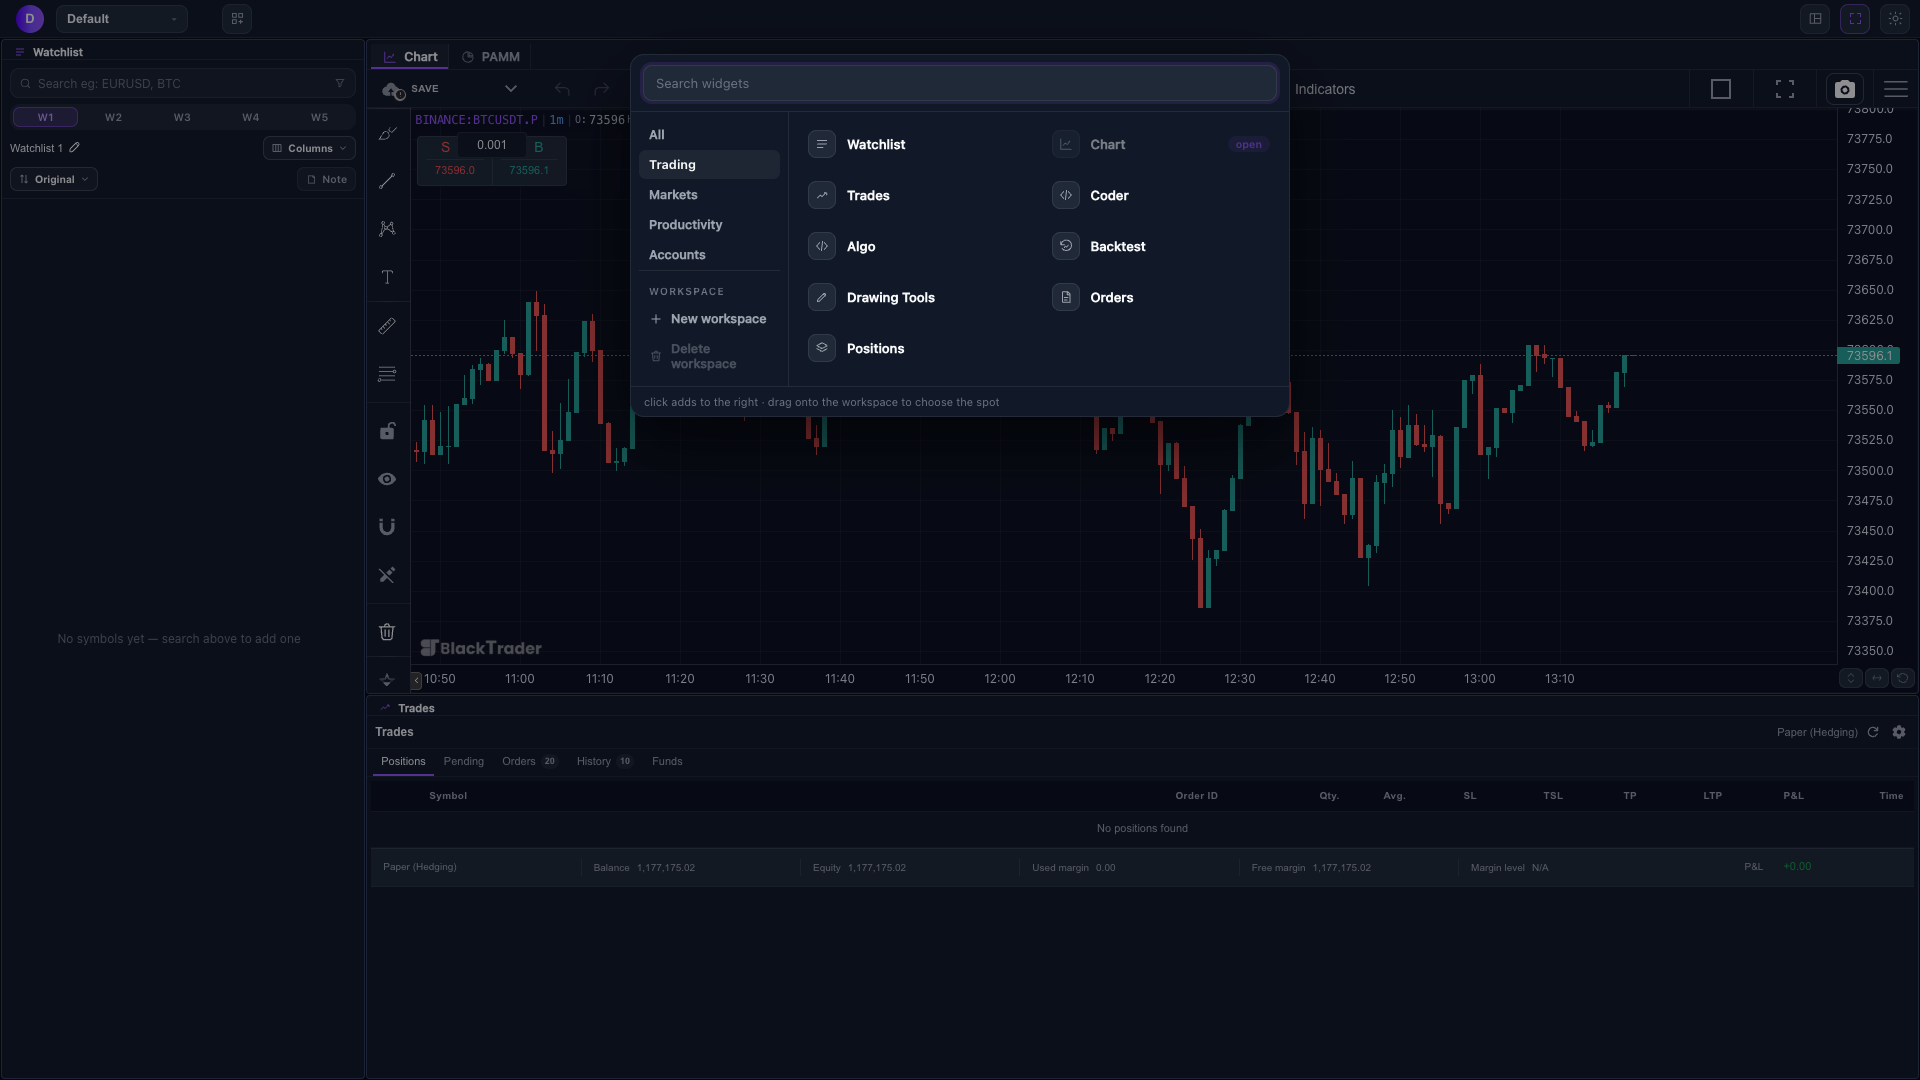 D
Default
Watchlist
Search eg: EURUSD, BTC
W1 W2 W3 W4 W5
Watchlist 1
Columns
Original
Note
No symbols yet — search above to add one
Chart
PAMM
SAVE
Indicators
BINANCE:BTCUSDT.P 1m O: 73596
S 0.001 B
73596.0 73596.1
Search widgets
All
Trading
Markets
Productivity
Accounts
WORKSPACE
New workspace
Delete workspace
Watchlist
Chart open
Trades
Coder
Algo
Backtest
Drawing Tools
Orders
Positions
click adds to the right · drag onto the workspace to choose the spot
73800.0
73775.0
73750.0
73725.0
73700.0
73675.0
73650.0
73625.0
73596.1
73575.0
73550.0
73525.0
73500.0
73475.0
73450.0
73425.0
73400.0
73375.0
73350.0
BlackTrader
10:50 11:00 11:10 11:20 11:30 11:40 11:50 12:00 12:10 12:20 12:30 12:40 12:50 13:00 13:10
Trades
Trades
Paper (Hedging)
Positions Pending Orders 20 History 10 Funds
Symbol Order ID Qty. Avg. SL TSL TP LTP P&L Time
No positions found
Paper (Hedging) Balance 1,177,175.02 Equity 1,177,175.02 Used margin 0.00 Free margin 1,177,175.02 Margin level N/A P&L +0.00